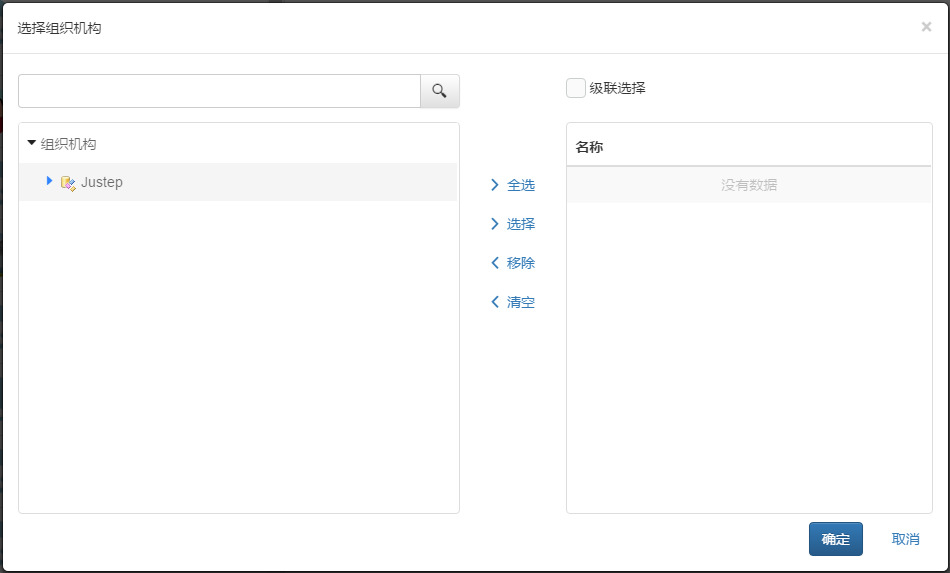 选择组织机构
×
级联选择
组织机构
Justep
全选
选择
移除
清空
名称
没有数据
确定
取消